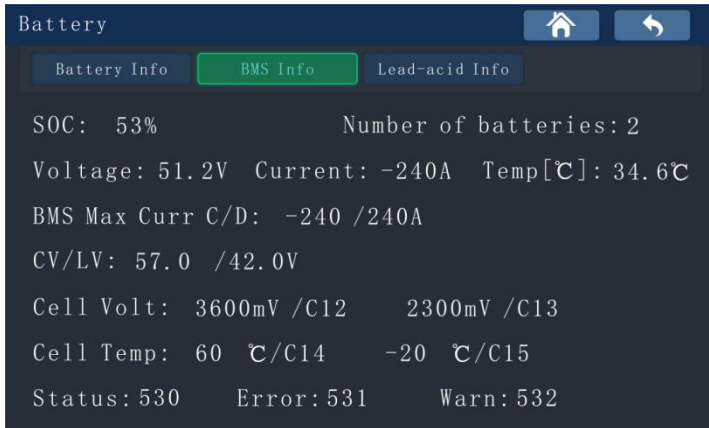 Battery
Battery Info BMS Info Lead-acid Info
SOC: 53% Number of batteries: 2
Voltage: 51.2V Current: -240A Temp[℃]: 34.6℃
BMS Max Curr C/D: -240 /240A
CV/LV: 57.0 /42.0V
Cell Volt: 3600mV /C12 2300mV /C13
Cell Temp: 60 ℃/C14 -20 ℃/C15
Status: 530 Error: 531 Warn: 532